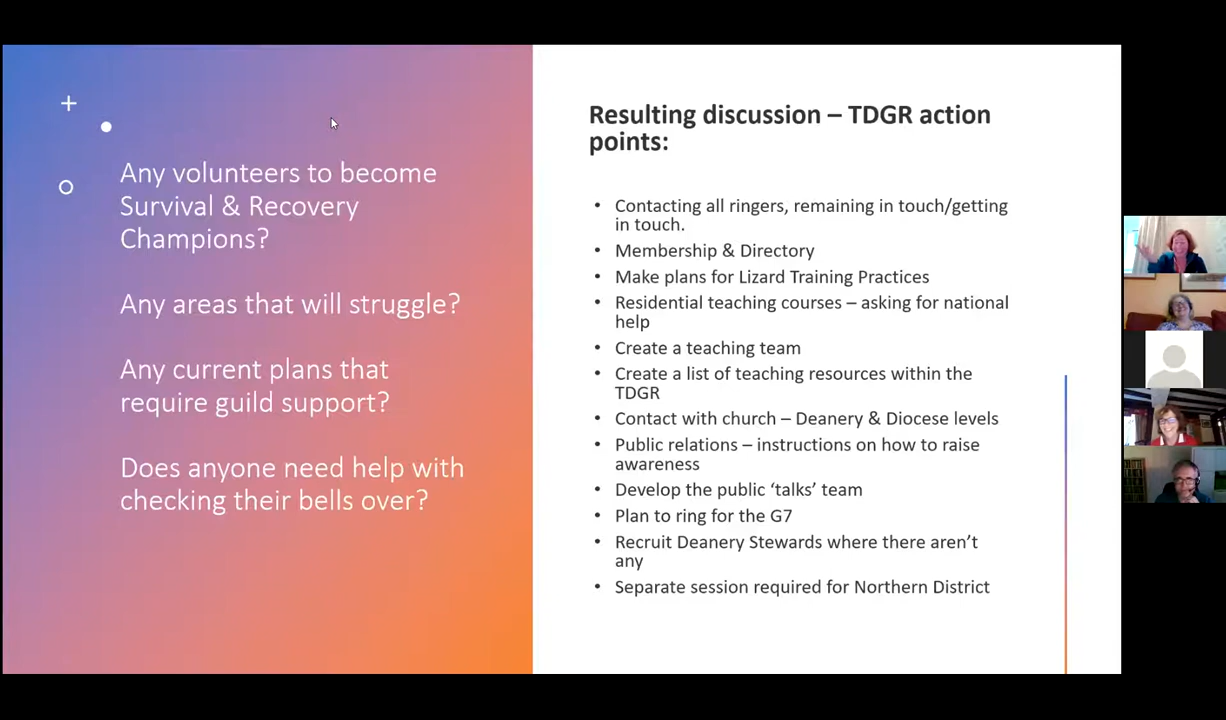 Any volunteers to become
Survival & Recovery
Champions?
Any areas that will struggle?
Any current plans that
require guild support?
Does anyone need help with
checking their bells over?
Resulting discussion – TDGR action
points:
• Contacting all ringers, remaining in touch/getting
in touch.
• Membership & Directory
• Make plans for Lizard Training Practices
• Residential teaching courses – asking for national
help
• Create a teaching team
• Create a list of teaching resources within the
TDGR
• Contact with church – Deanery & Diocese levels
• Public relations – instructions on how to raise
awareness
• Develop the public ‘talks’ team
• Plan to ring for the G7
• Recruit Deanery Stewards where there aren’t
any
• Separate session required for Northern District